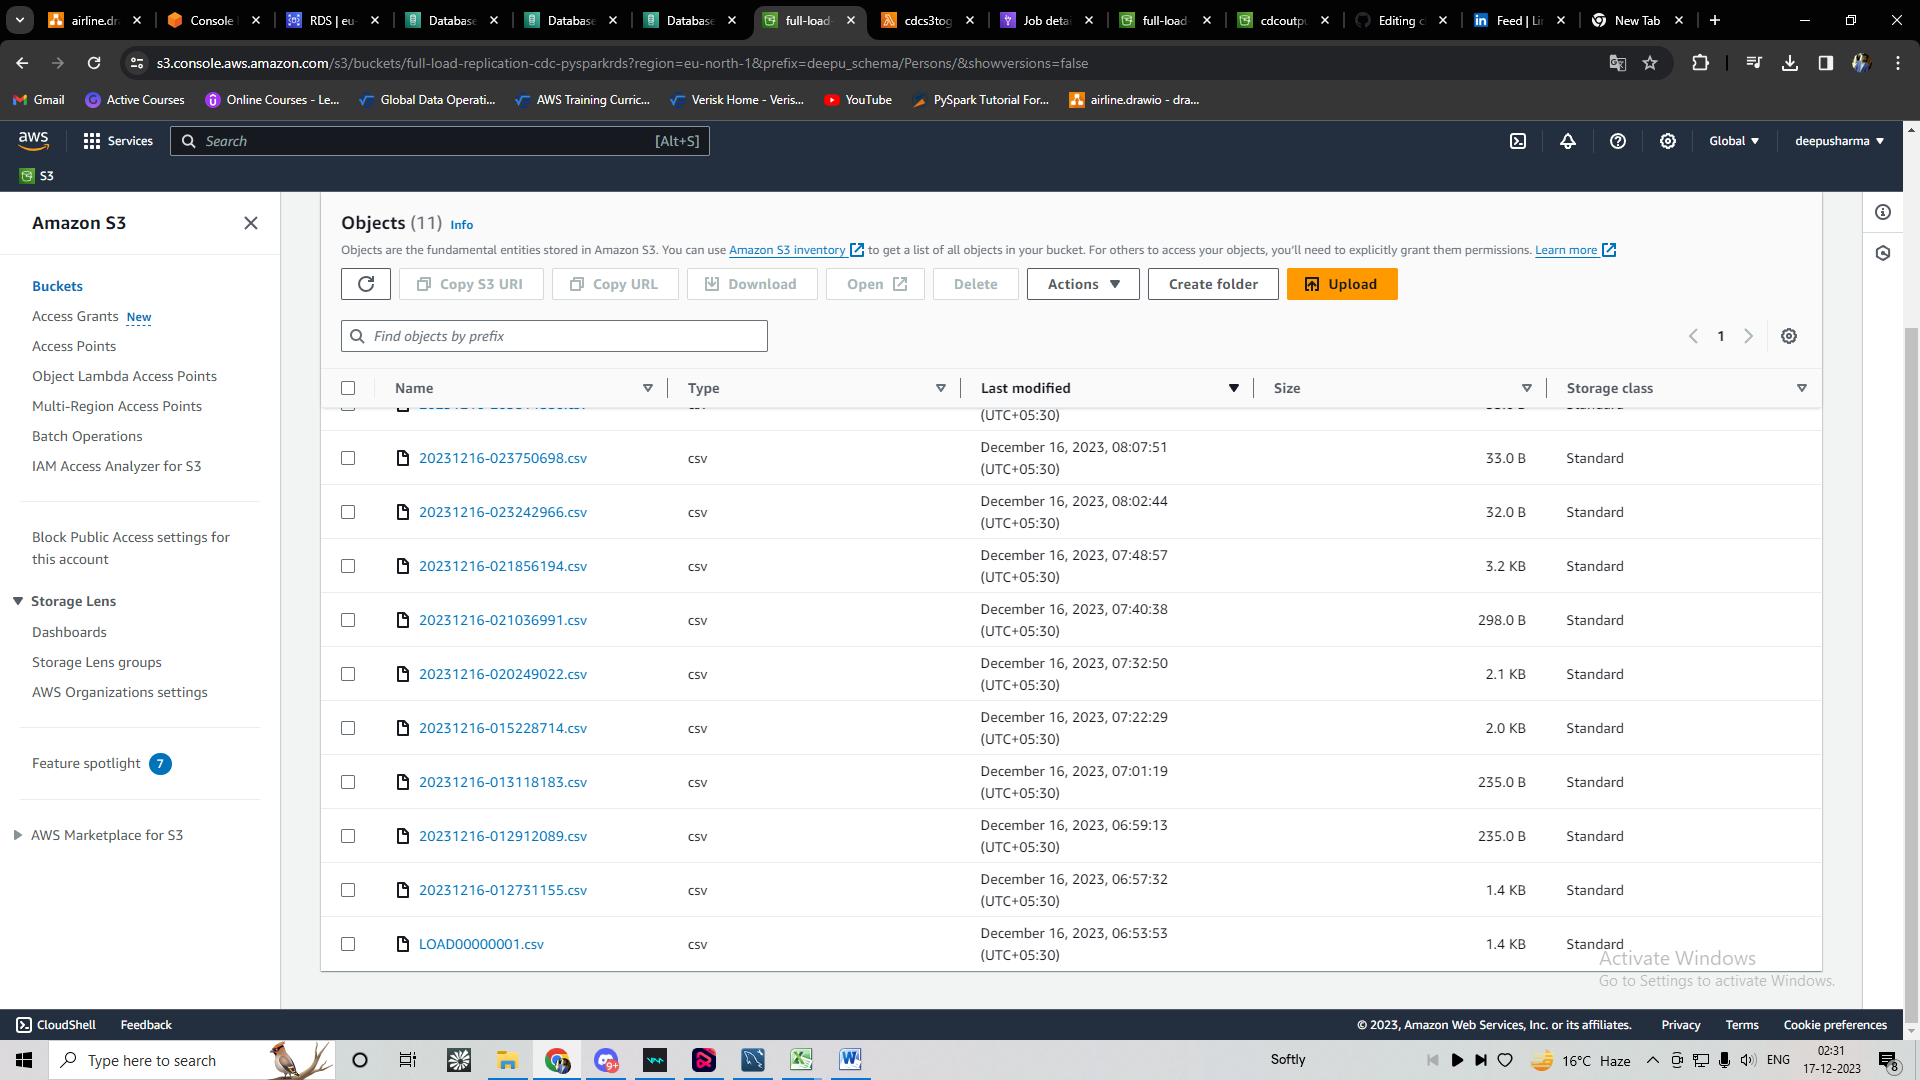 airline.dra
Console
RDS | eu-
Database
Database
Database
full-load-
cdcs3tog
Job deta
full-load-
cdcoutpu
Editing c
Feed | Li
New Tab
s3.console.aws.amazon.com/s3/buckets/full-load-replication-cdc-pysparkrds?region=eu-north-1&prefix=deepu_schema/Persons/&showversions=false
Gmail
Active Courses
Online Courses - Le...
Global Data Operati...
AWS Training Curric...
Verisk Home - Veris...
YouTube
PySpark Tutorial For...
airline.drawio - dra...
aws
Services
Search [Alt+S]
Global
deepusharma
S3
Amazon S3
Buckets
Access Grants New
Access Points
Object Lambda Access Points
Multi-Region Access Points
Batch Operations
IAM Access Analyzer for S3
Block Public Access settings for
this account
Storage Lens
Dashboards
Storage Lens groups
AWS Organizations settings
Feature spotlight 7
AWS Marketplace for S3
Objects (11) Info
Objects are the fundamental entities stored in Amazon S3. You can use Amazon S3 inventory to get a list of all objects in your bucket. For others to access your objects, you'll need to explicitly grant them permissions. Learn more
Copy S3 URI Copy URL Download Open Delete Actions Create folder Upload
Find objects by prefix
1
Name Type Last modified Size Storage class
(UTC+05:30)
20231216-023750698.csv csv December 16, 2023, 08:07:51 33.0 B Standard
(UTC+05:30)
20231216-023242966.csv csv December 16, 2023, 08:02:44 32.0 B Standard
(UTC+05:30)
20231216-021856194.csv csv December 16, 2023, 07:48:57 3.2 KB Standard
(UTC+05:30)
20231216-021036991.csv csv December 16, 2023, 07:40:38 298.0 B Standard
(UTC+05:30)
20231216-020249022.csv csv December 16, 2023, 07:32:50 2.1 KB Standard
(UTC+05:30)
20231216-015228714.csv csv December 16, 2023, 07:22:29 2.0 KB Standard
(UTC+05:30)
20231216-013118183.csv csv December 16, 2023, 07:01:19 235.0 B Standard
(UTC+05:30)
20231216-012912089.csv csv December 16, 2023, 06:59:13 235.0 B Standard
(UTC+05:30)
20231216-012731155.csv csv December 16, 2023, 06:57:32 1.4 KB Standard
(UTC+05:30)
LOAD00000001.csv csv December 16, 2023, 06:53:53 1.4 KB Standard
(UTC+05:30)
Activate Windows
Go to Settings to activate Windows.
CloudShell Feedback
© 2023, Amazon Web Services, Inc. or its affiliates. Privacy Terms Cookie preferences
Type here to search
9+
Softly
16°C Haze
ENG
02:31
17-12-2023
8